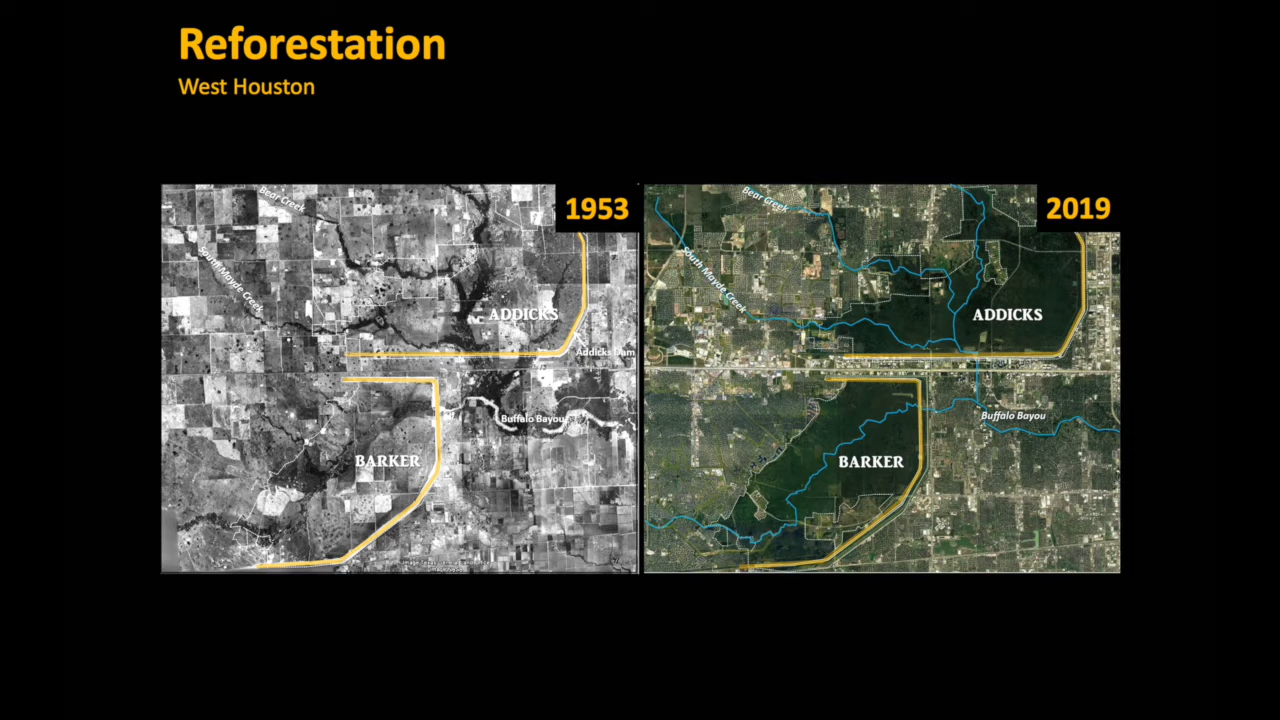 Reforestation
West Houston
1953
Bear Creek
South Mayde Creek
ADDICKS
Addicks Dam
Buffalo Bayou
BARKER
2019
Bear Creek
South Mayde Creek
ADDICKS
Buffalo Bayou
BARKER